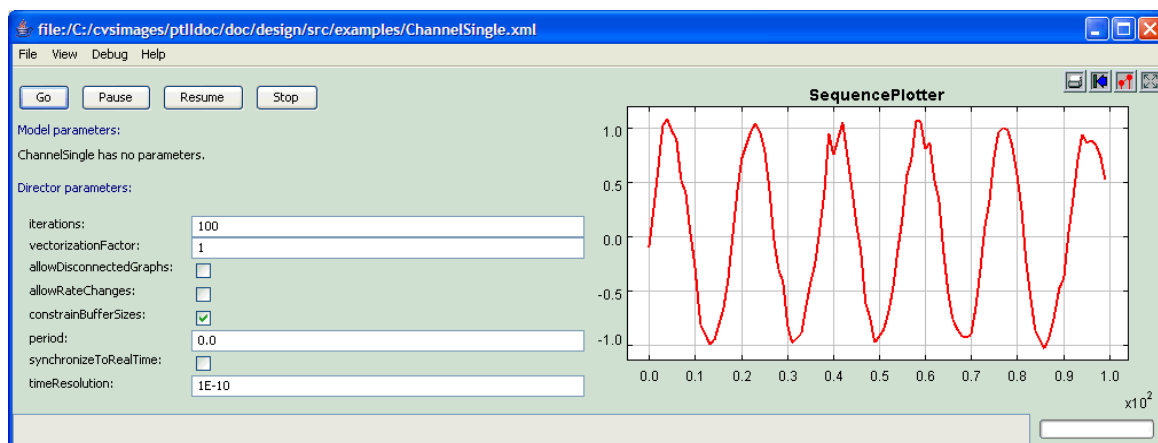 file:/C:/cvsimages/ptIIdoc/doc/design/src/examples/ChannelSingle.xml
File View Debug Help
Go Pause Resume Stop
Model parameters:
ChannelSingle has no parameters.
Director parameters:
iterations: 100
vectorizationFactor: 1
allowDisconnectedGraphs:
allowRateChanges:
constrainBufferSizes:
period: 0.0
synchronizeToRealTime:
timeResolution: 1E-10
SequencePlotter
1.0
0.5
0.0
-0.5
-1.0
0.0 0.1 0.2 0.3 0.4 0.5 0.6 0.7 0.8 0.9 1.0
x10²